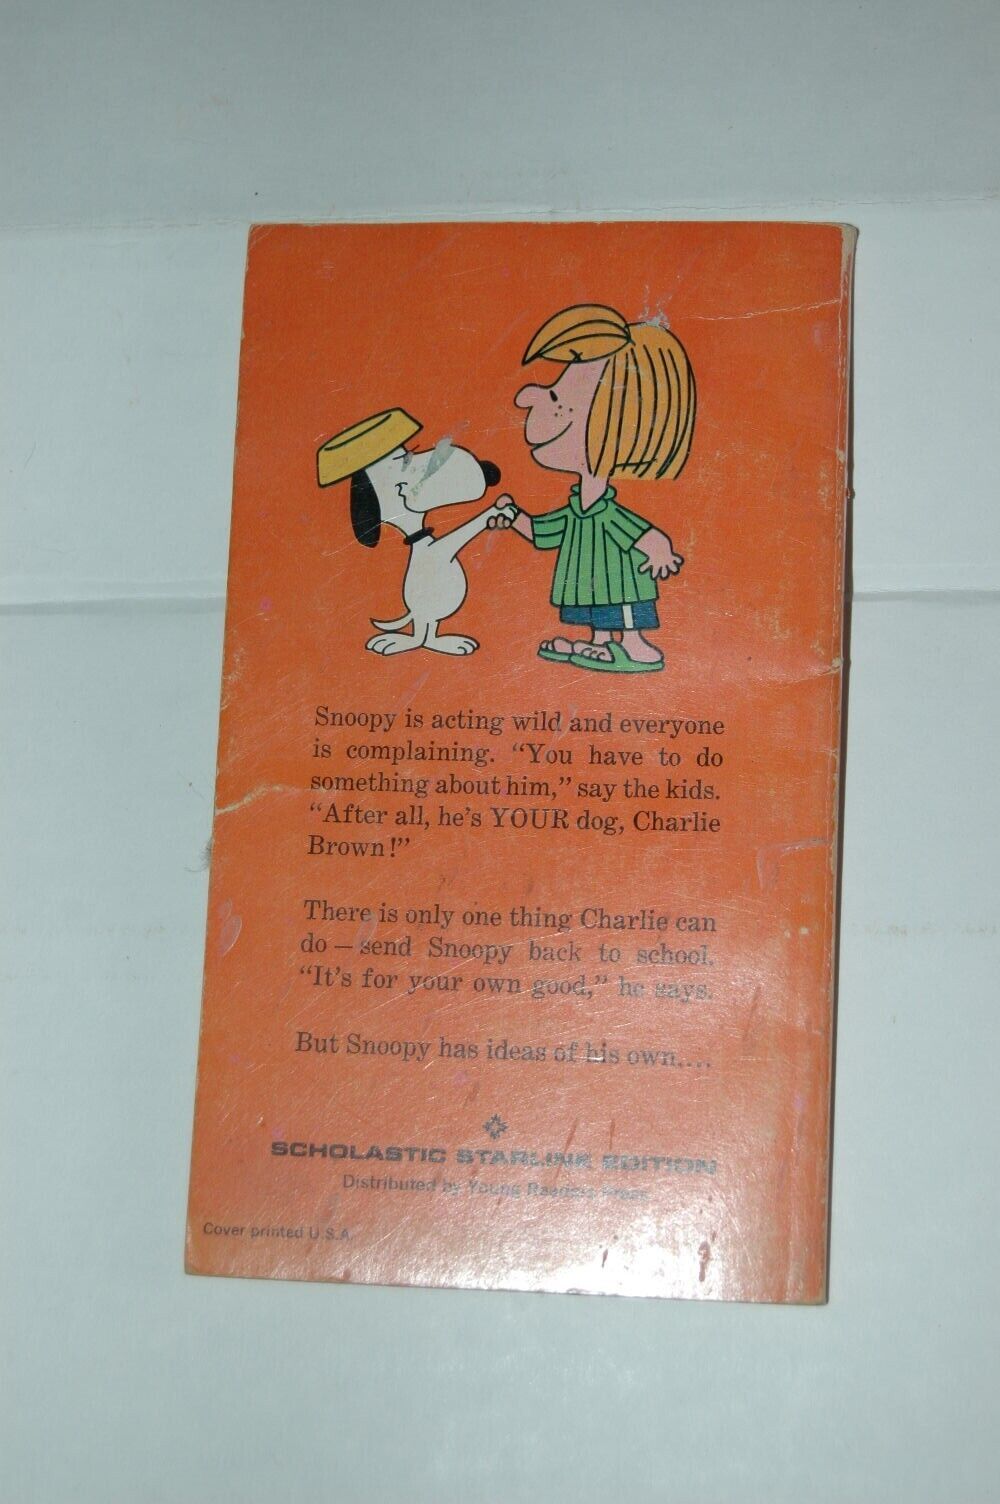 Snoopy is acting wild and everyone
is complaining. “You have to do
something about him,” say the kids.
“After all, he's YOUR dog, Charlie
Brown!”
There is only one thing Charlie can
do — send Snoopy back to school.
“It's for your own good,” he says.
But Snoopy has ideas of his own....
SCHOLASTIC STARLINE EDITION
Distributed by Young Readers Press
Cover printed U.S.A.